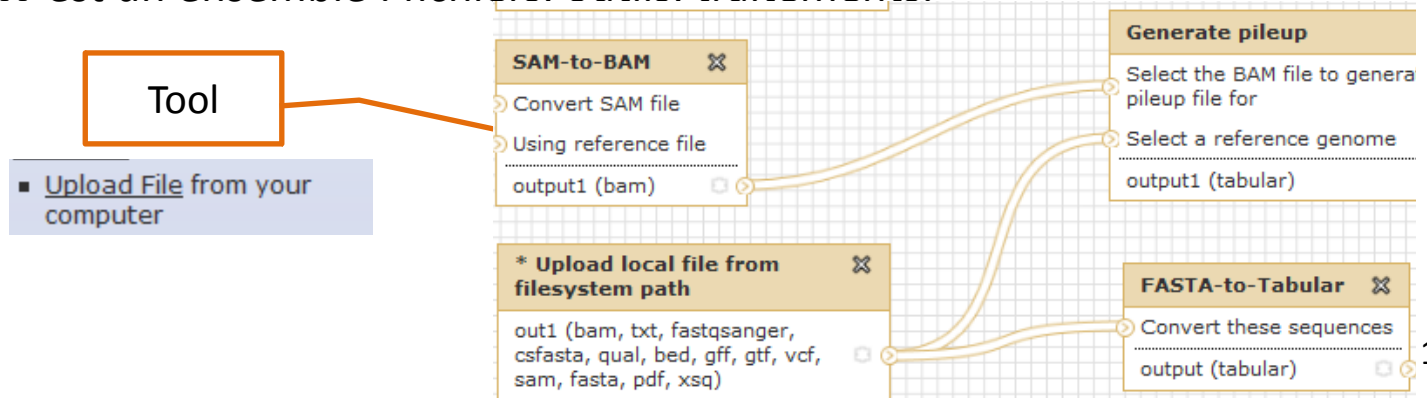 Tool
▪ Upload File from your
computer
SAM-to-BAM
Convert SAM file
Using reference file
output1 (bam)
* Upload local file from
filesystem path
out1 (bam, txt, fastqsanger,
csfasta, qual, bed, gff, gtf, vcf,
sam, fasta, pdf, xsq)
Generate pileup
Select the BAM file to genera
pileup file for
Select a reference genome
output1 (tabular)
FASTA-to-Tabular
Convert these sequences
output (tabular)